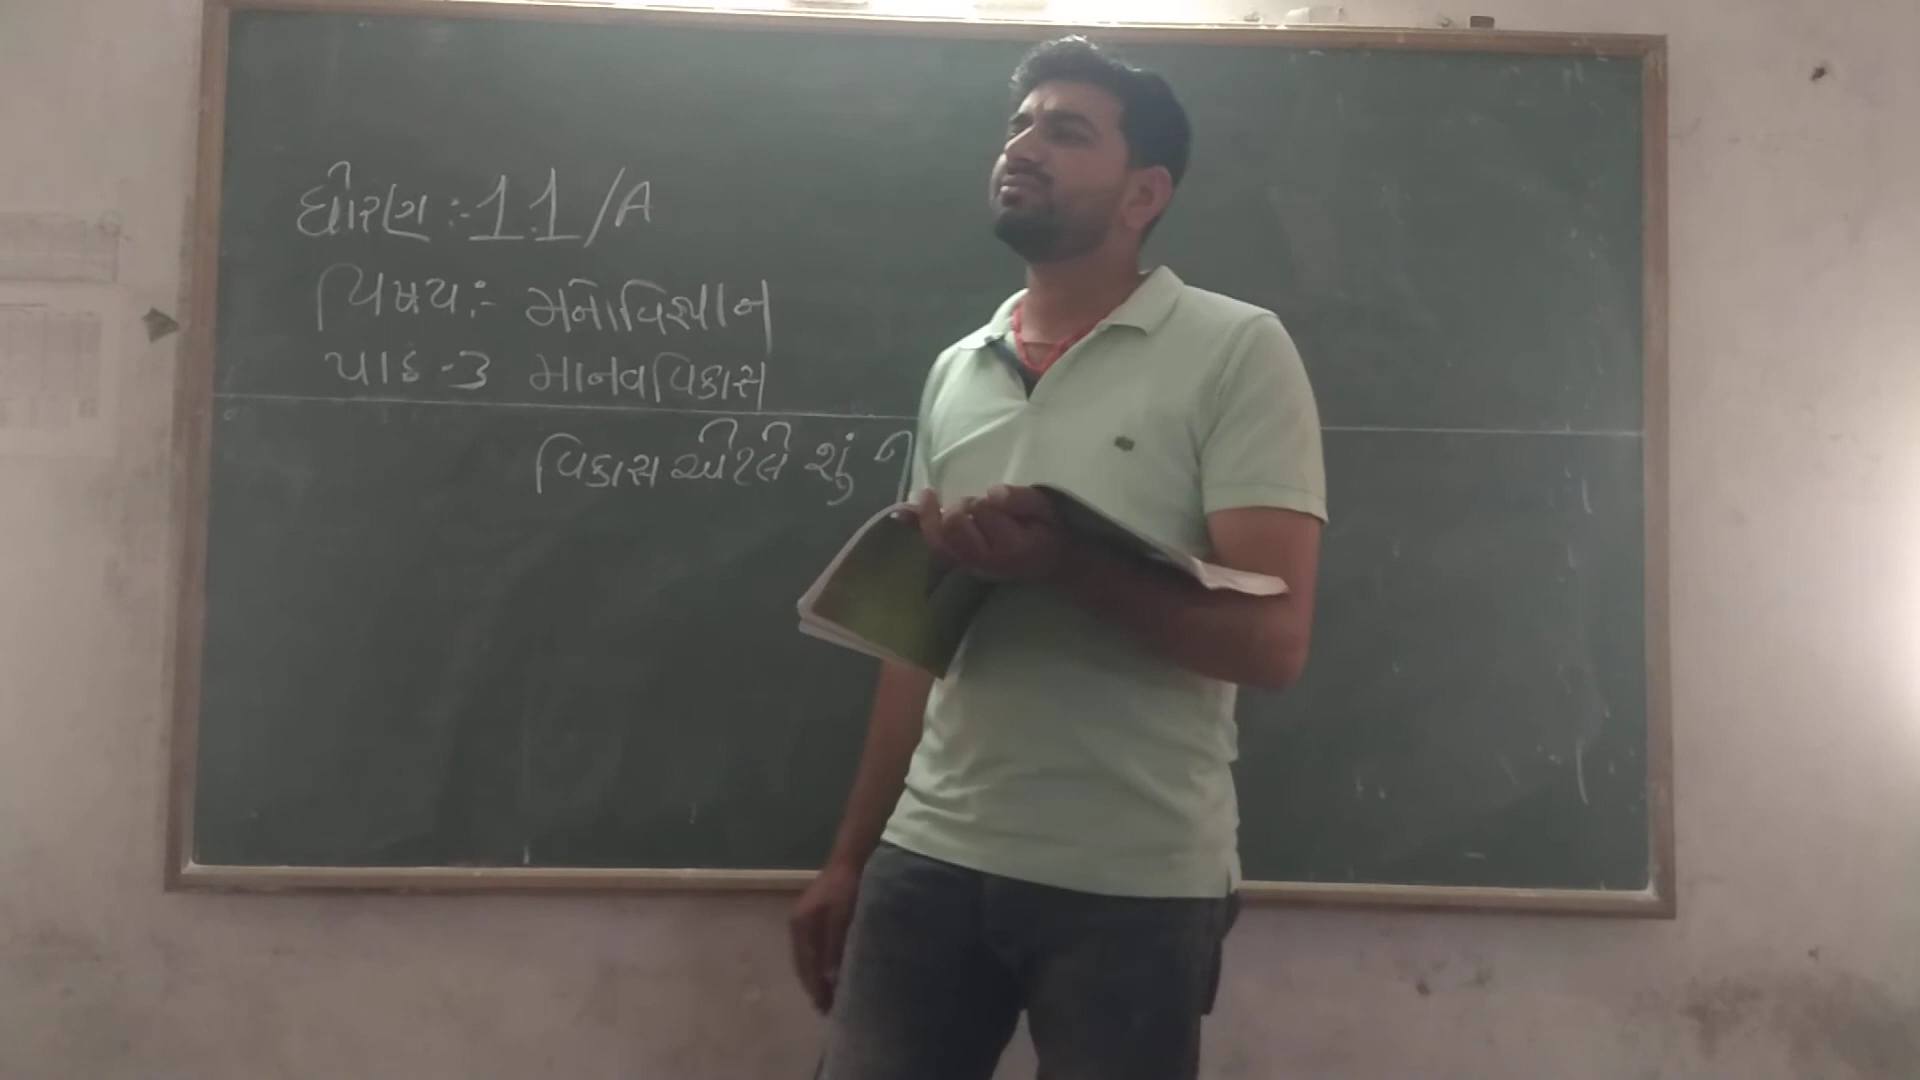 ધોરણ :- 11/A
વિષય :- મનોવિજ્ઞાન
પાઠ - 3 માનવવિકાસ
વિકાસ એટલે શું